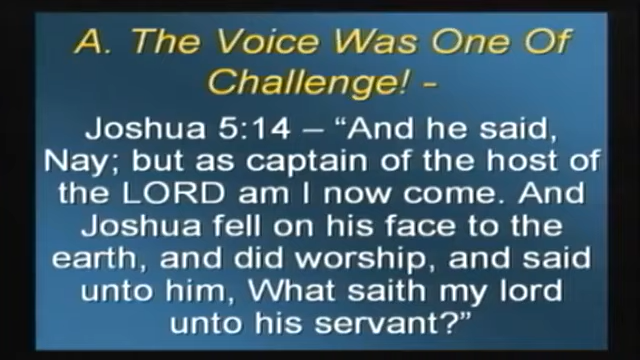 A. The Voice Was One Of
Challenge! -
Joshua 5:14 – “And he said,
Nay; but as captain of the host of
the LORD am I now come. And
Joshua fell on his face to the
earth, and did worship, and said
unto him, What saith my lord
unto his servant?”